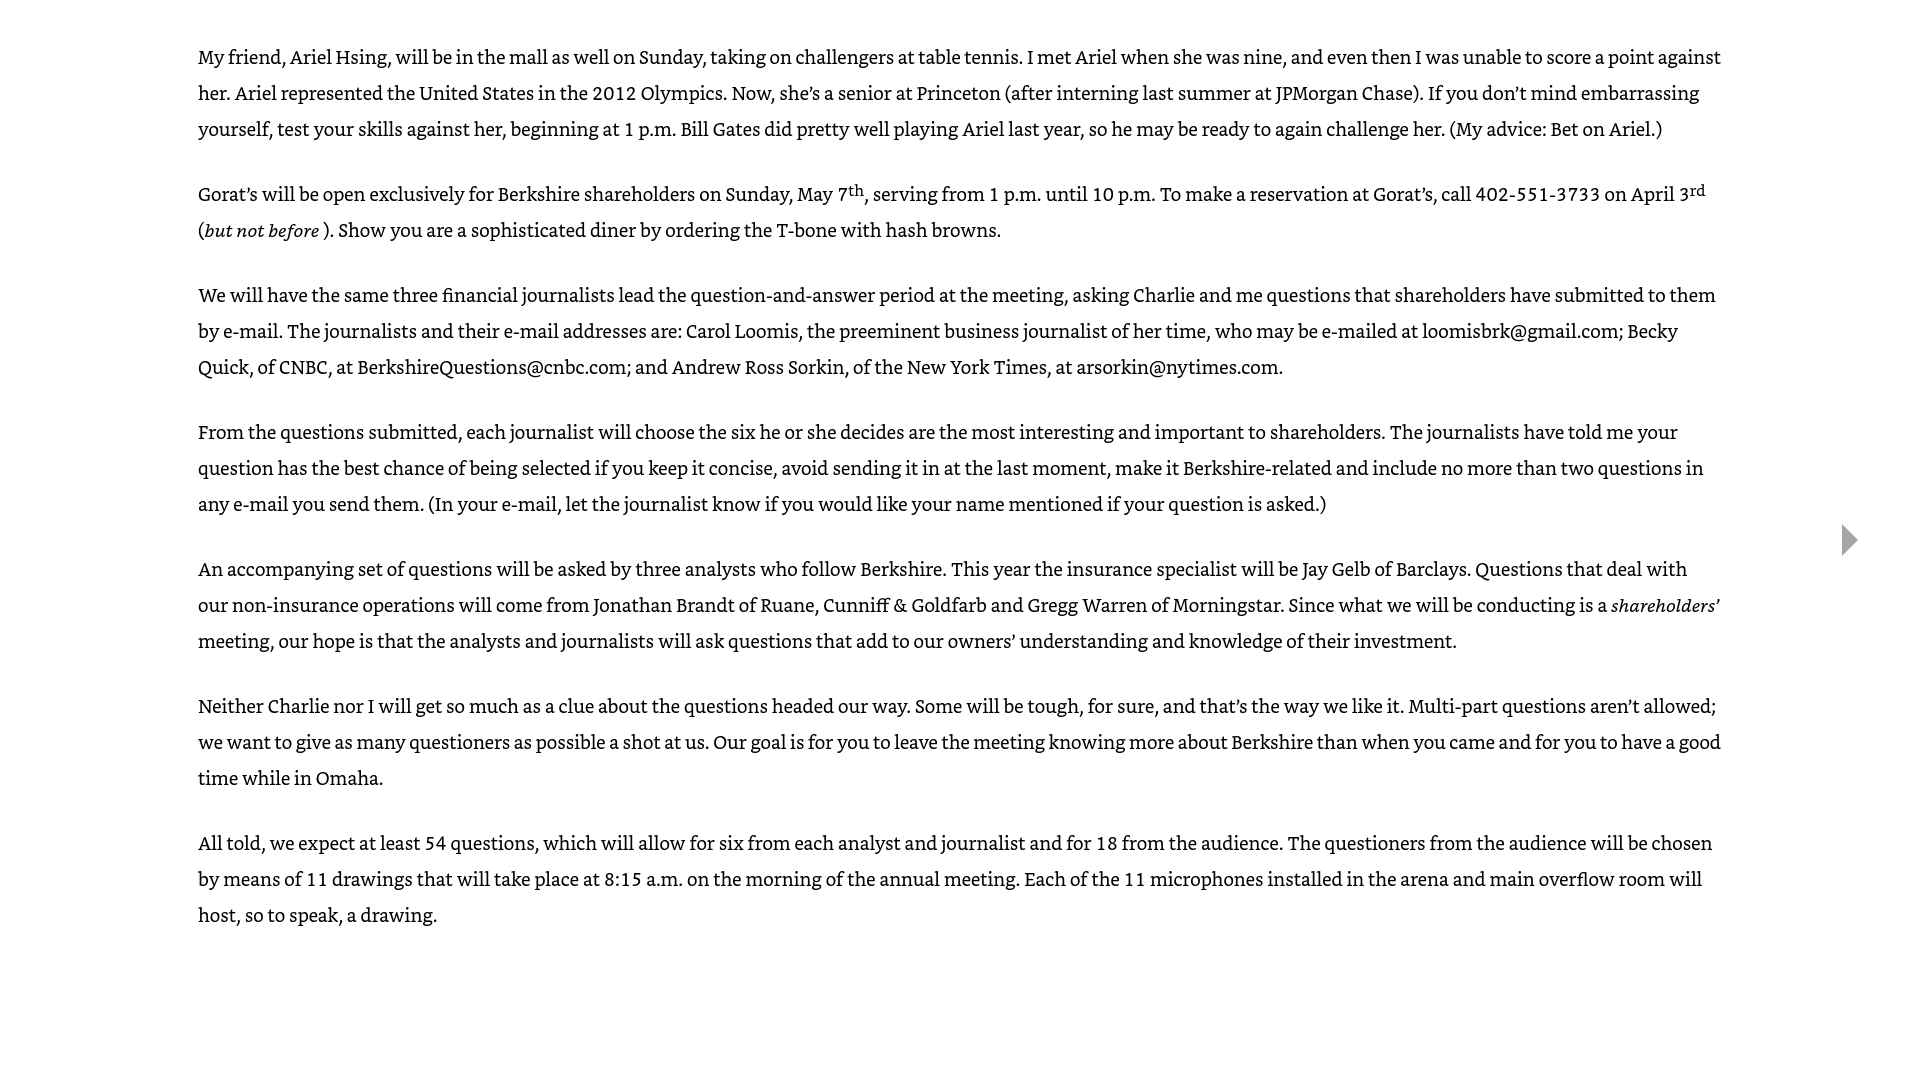 My friend, Ariel Hsing, will be in the mall as well on Sunday, taking on challengers at table tennis. I met Ariel when she was nine, and even then I was unable to score a point against
her. Ariel represented the United States in the 2012 Olympics. Now, she’s a senior at Princeton (after interning last summer at JPMorgan Chase). If you don’t mind embarrassing
yourself, test your skills against her, beginning at 1 p.m. Bill Gates did pretty well playing Ariel last year, so he may be ready to again challenge her. (My advice: Bet on Ariel.)
Gorat’s will be open exclusively for Berkshire shareholders on Sunday, May 7th, serving from 1 p.m. until 10 p.m. To make a reservation at Gorat’s, call 402-551-3733 on April 3rd
(but not before ). Show you are a sophisticated diner by ordering the T-bone with hash browns.
We will have the same three financial journalists lead the question-and-answer period at the meeting, asking Charlie and me questions that shareholders have submitted to them
by e-mail. The journalists and their e-mail addresses are: Carol Loomis, the preeminent business journalist of her time, who may be e-mailed at loomisbrk@gmail.com; Becky
Quick, of CNBC, at BerkshireQuestions@cnbc.com; and Andrew Ross Sorkin, of the New York Times, at arsorkin@nytimes.com.
From the questions submitted, each journalist will choose the six he or she decides are the most interesting and important to shareholders. The journalists have told me your
question has the best chance of being selected if you keep it concise, avoid sending it in at the last moment, make it Berkshire-related and include no more than two questions in
any e-mail you send them. (In your e-mail, let the journalist know if you would like your name mentioned if your question is asked.)
An accompanying set of questions will be asked by three analysts who follow Berkshire. This year the insurance specialist will be Jay Gelb of Barclays. Questions that deal with
our non-insurance operations will come from Jonathan Brandt of Ruane, Cunniff & Goldfarb and Gregg Warren of Morningstar. Since what we will be conducting is a shareholders’
meeting, our hope is that the analysts and journalists will ask questions that add to our owners’ understanding and knowledge of their investment.
Neither Charlie nor I will get so much as a clue about the questions headed our way. Some will be tough, for sure, and that’s the way we like it. Multi-part questions aren’t allowed;
we want to give as many questioners as possible a shot at us. Our goal is for you to leave the meeting knowing more about Berkshire than when you came and for you to have a good
time while in Omaha.
All told, we expect at least 54 questions, which will allow for six from each analyst and journalist and for 18 from the audience. The questioners from the audience will be chosen
by means of 11 drawings that will take place at 8:15 a.m. on the morning of the annual meeting. Each of the 11 microphones installed in the arena and main overflow room will
host, so to speak, a drawing.